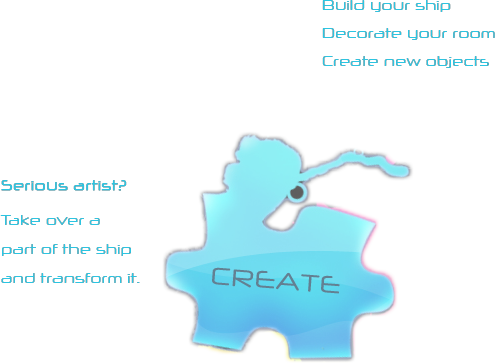 Build your ship
Decorate your room
Create new objects
Serious artist?
Take over a
part of the ship
and transform it.
CREATE